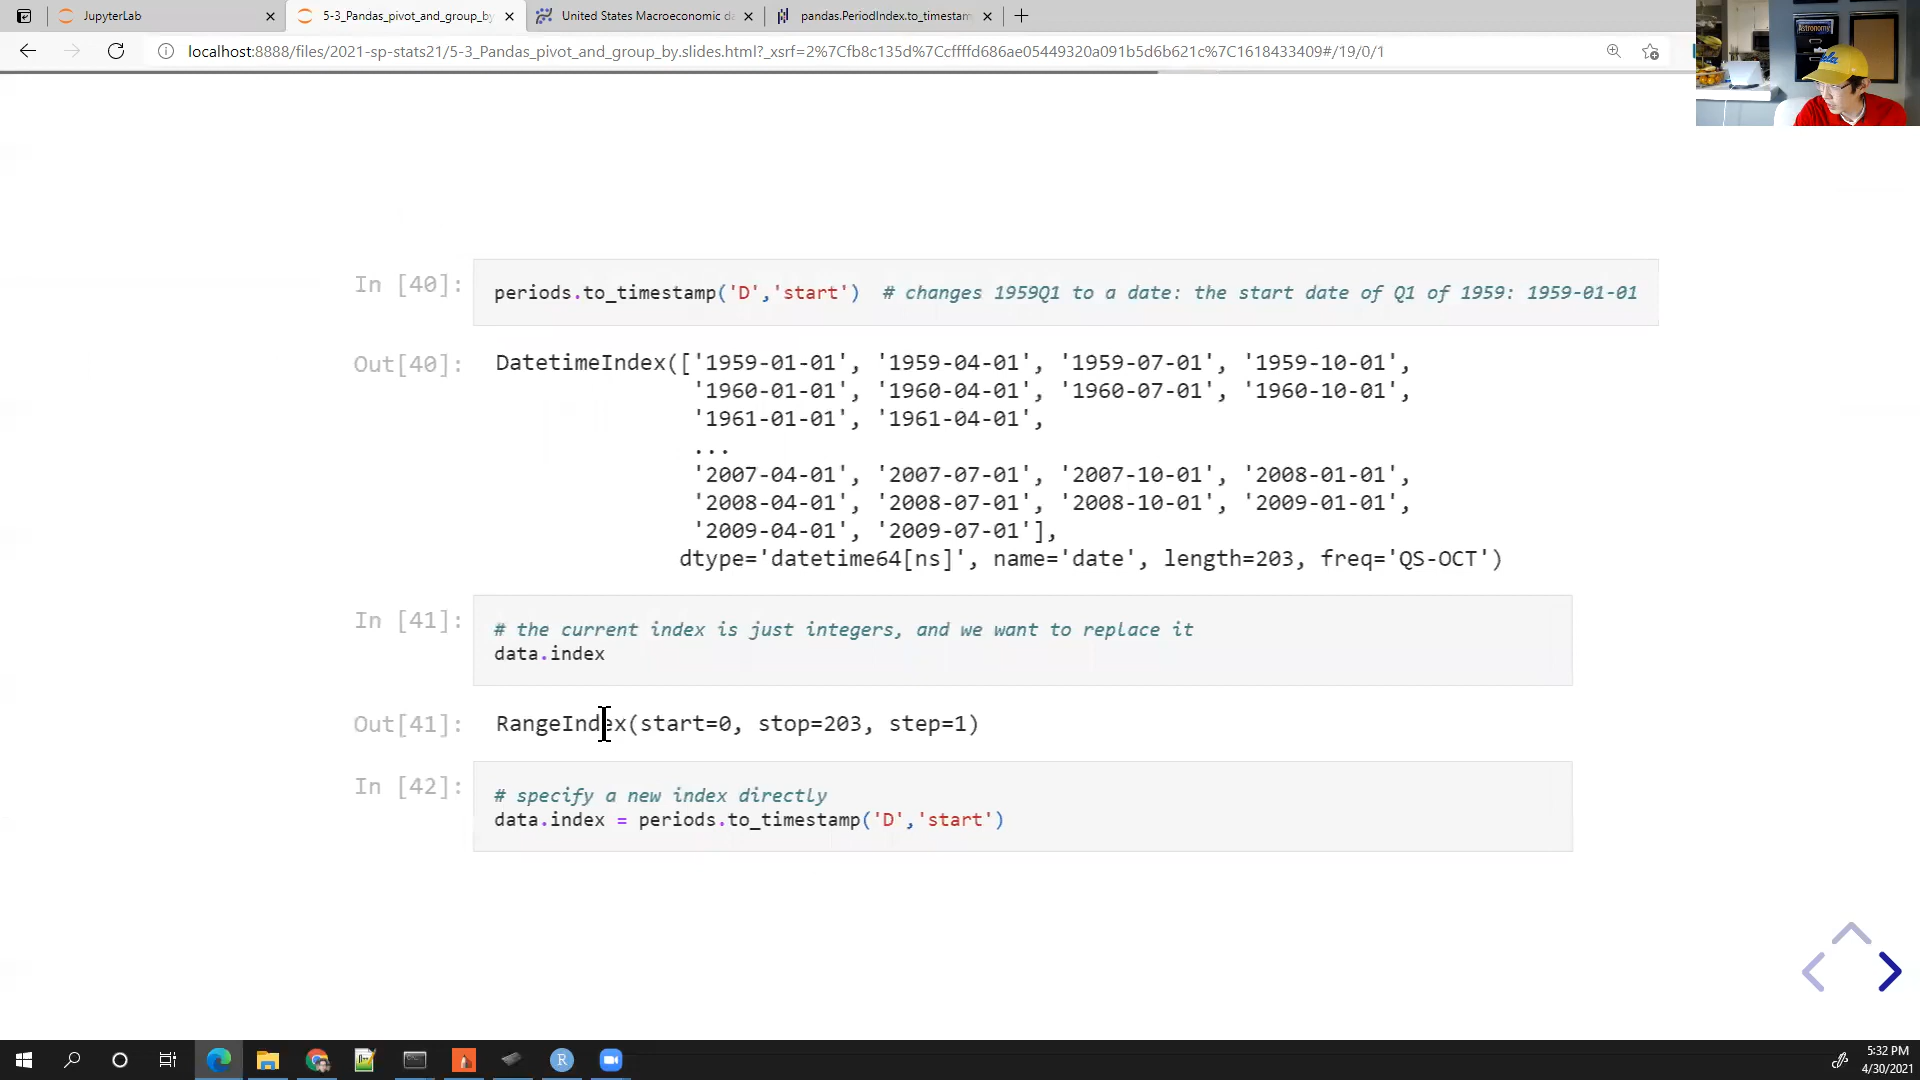 JupyterLab
5-3_Pandas_pivot_and_group_by
United States Macroeconomic da
pandas.PeriodIndex.to_timestam
localhost:8888/files/2021-sp-stats21/5-3_Pandas_pivot_and_group_by.slides.html?_xsrf=2%7Cfb8c135d%7Ccffffd686ae05449320a091b5d6b621c%7C1618433409#/19/0/1
Astronomy
In [40]: periods.to_timestamp('D','start')  # changes 1959Q1 to a date: the start date of Q1 of 1959: 1959-01-01
Out[40]: DatetimeIndex(['1959-01-01', '1959-04-01', '1959-07-01', '1959-10-01',
'1960-01-01', '1960-04-01', '1960-07-01', '1960-10-01',
'1961-01-01', '1961-04-01',
...
'2007-04-01', '2007-07-01', '2007-10-01', '2008-01-01',
'2008-04-01', '2008-07-01', '2008-10-01', '2009-01-01',
'2009-04-01', '2009-07-01'],
dtype='datetime64[ns]', name='date', length=203, freq='QS-OCT')
In [41]: # the current index is just integers, and we want to replace it
data.index
Out[41]: RangeIndex(start=0, stop=203, step=1)
In [42]: # specify a new index directly
data.index = periods.to_timestamp('D','start')
R
5:32 PM
4/30/2021